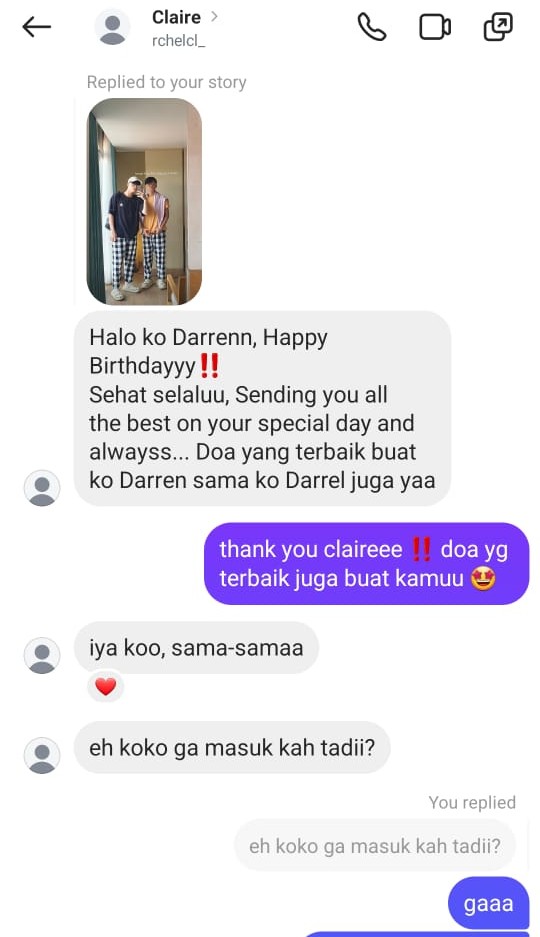 Claire
rchelcl_
Replied to your story
Halo ko Darrenn, Happy
Birthdayyy‼️
Sehat selaluu, Sending you all
the best on your special day and
alwayss... Doa yang terbaik buat
ko Darren sama ko Darrel juga yaa
thank you claireee ‼️ doa yg
terbaik juga buat kamuu 🤩
iya koo, sama-samaa
❤️
eh koko ga masuk kah tadii?
You replied
eh koko ga masuk kah tadii?
gaaa